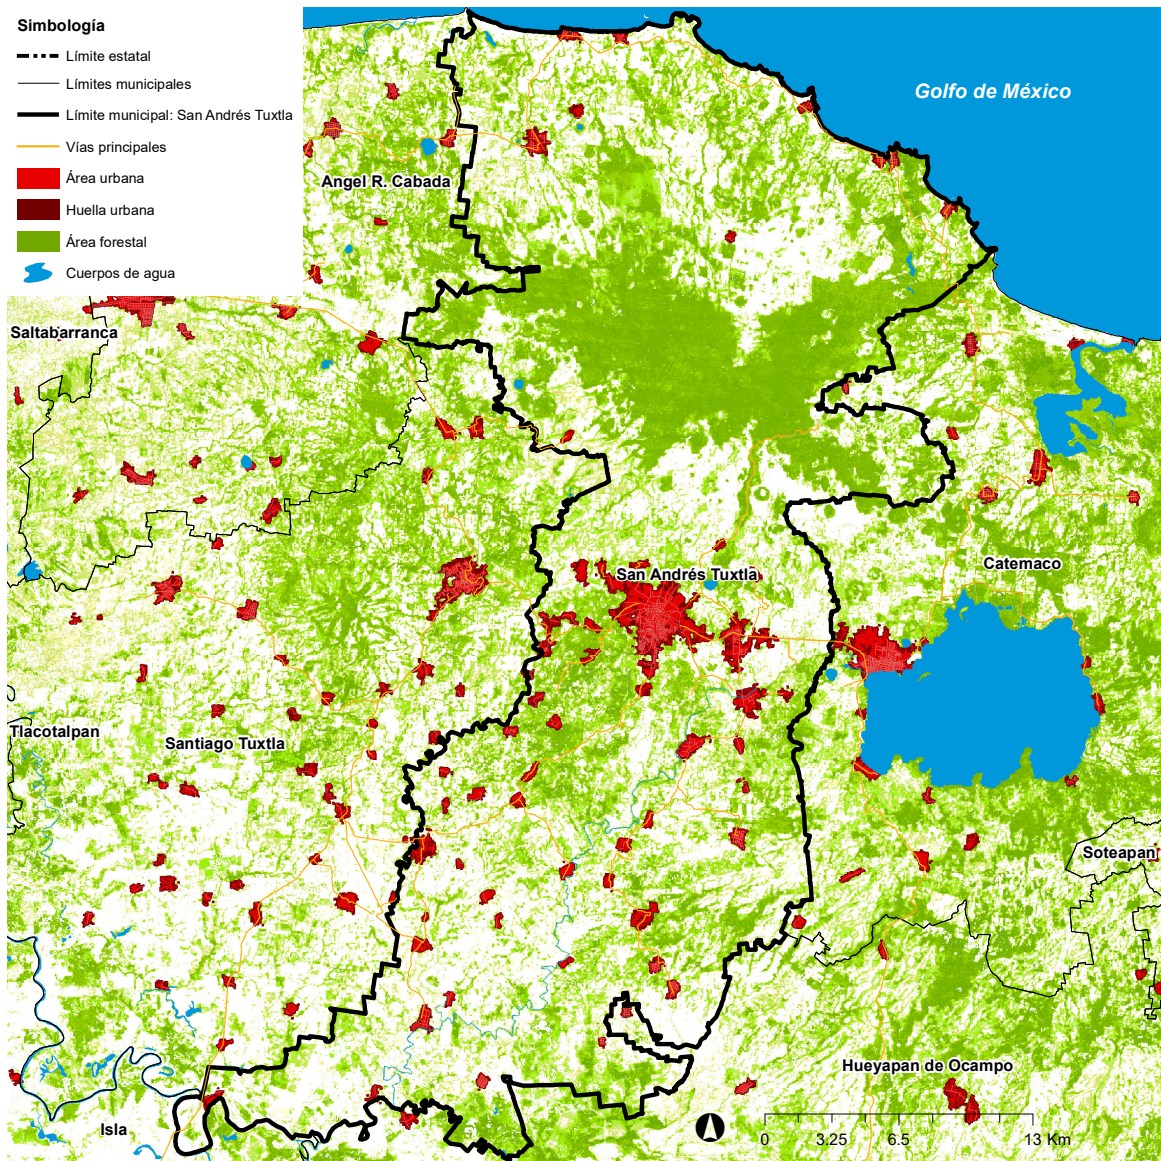 Simbología
Límite estatal
Límites municipales
Límite municipal: San Andrés Tuxtla
Vías principales
Área urbana
Huella urbana
Área forestal
Cuerpos de agua
Golfo de México
Angel R. Cabada
Saltabarranca
San Andrés Tuxtla
Catemaco
Tlacotalpan
Santiago Tuxtla
Soteapan
Hueyapan de Ocampo
Isla
0 3.25 6.5 13 Km